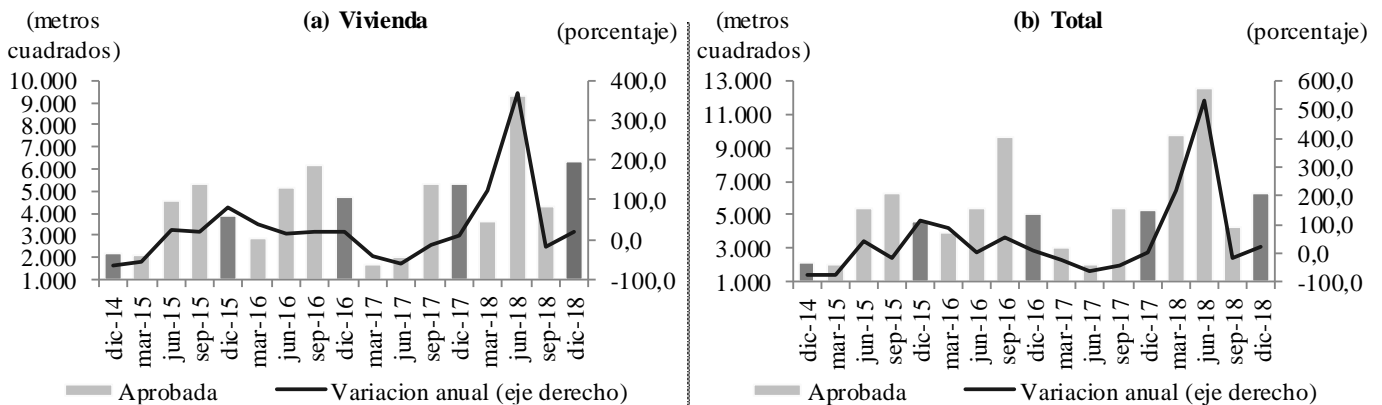 (a) Vivienda
(metros
cuadrados)
(porcentaje)
10.000
9.000
8.000
7.000
6.000
5.000
4.000
3.000
2.000
1.000
400,0
300,0
200,0
100,0
0,0
-100,0
dic-14
mar-15
jun-15
sep-15
dic-15
mar-16
jun-16
sep-16
dic-16
mar-17
jun-17
sep-17
dic-17
mar-18
jun-18
sep-18
dic-18
Aprobada
Variacion anual (eje derecho)
(b) Total
(metros
cuadrados)
(porcentaje)
13.000
11.000
9.000
7.000
5.000
3.000
1.000
600,0
500,0
400,0
300,0
200,0
100,0
0,0
-100,0
dic-14
mar-15
jun-15
sep-15
dic-15
mar-16
jun-16
sep-16
dic-16
mar-17
jun-17
sep-17
dic-17
mar-18
jun-18
sep-18
dic-18
Aprobada
Variacion anual (eje derecho)